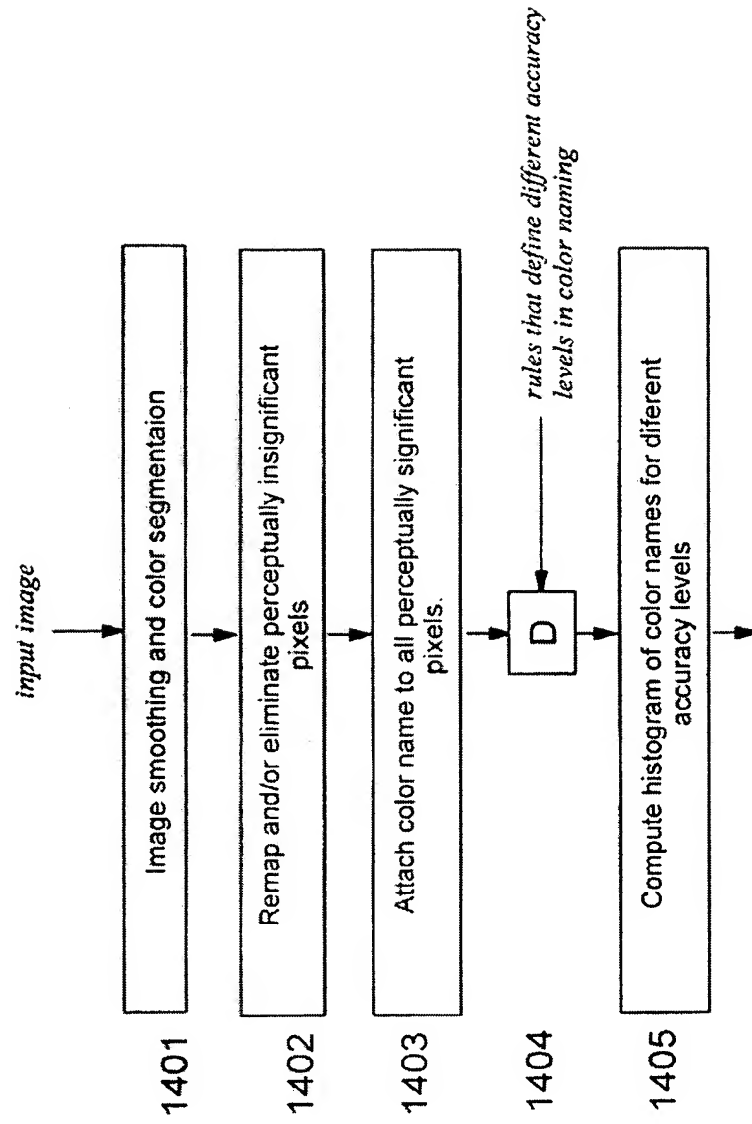 input image
1401
Image smoothing and color segmentaion
1402
Remap and/or eliminate perceptually insignificant
pixels
1403
Attach color name to all perceptually significant
pixels.
1404
D
rules that define different accuracy
levels in color naming
1405
Compute histogram of color names for diferent
accuracy levels